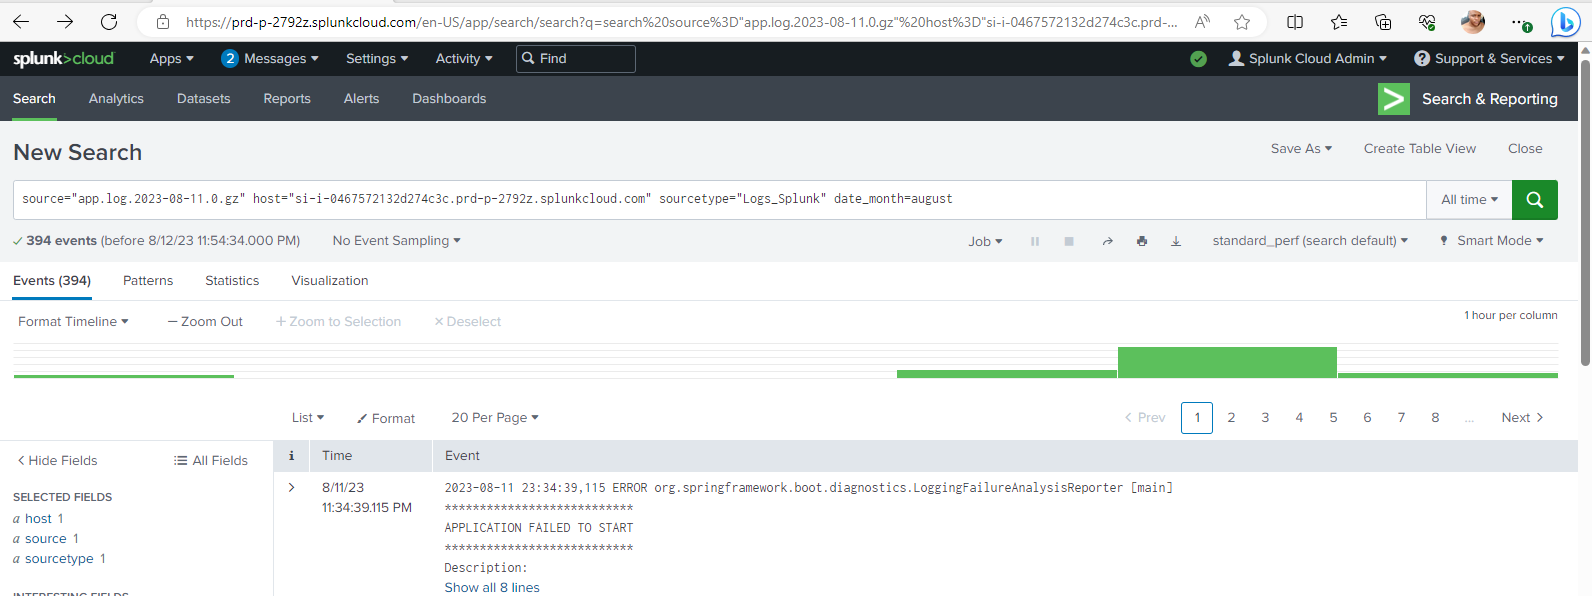 https://prd-p-2792z.splunkcloud.com/en-US/app/search/search?q=search%20source%3D"app.log.2023-08-11.0.gz"%20host%3D"si-i-0467572132d274c3c.prd-...
splunk>cloud Apps 2 Messages Settings Activity Find Splunk Cloud Admin ? Support & Services
Search Analytics Datasets Reports Alerts Dashboards > Search & Reporting
New Search Save As Create Table View Close
source="app.log.2023-08-11.0.gz" host="si-i-0467572132d274c3c.prd-p-2792z.splunkcloud.com" sourcetype="Logs_Splunk" date_month=august All time
✓ 394 events (before 8/12/23 11:54:34.000 PM) No Event Sampling Job standard_perf (search default) Smart Mode
Events (394) Patterns Statistics Visualization
Format Timeline — Zoom Out + Zoom to Selection × Deselect 1 hour per column
List Format 20 Per Page < Prev 1 2 3 4 5 6 7 8 ... Next >
< Hide Fields All Fields i Time Event
SELECTED FIELDS
a host 1
a source 1
a sourcetype 1
INTERESTING FIELDS
> 8/11/23 2023-08-11 23:34:39,115 ERROR org.springframework.boot.diagnostics.LoggingFailureAnalysisReporter [main]
11:34:39.115 PM ***************************
APPLICATION FAILED TO START
***************************
Description:
Show all 8 lines